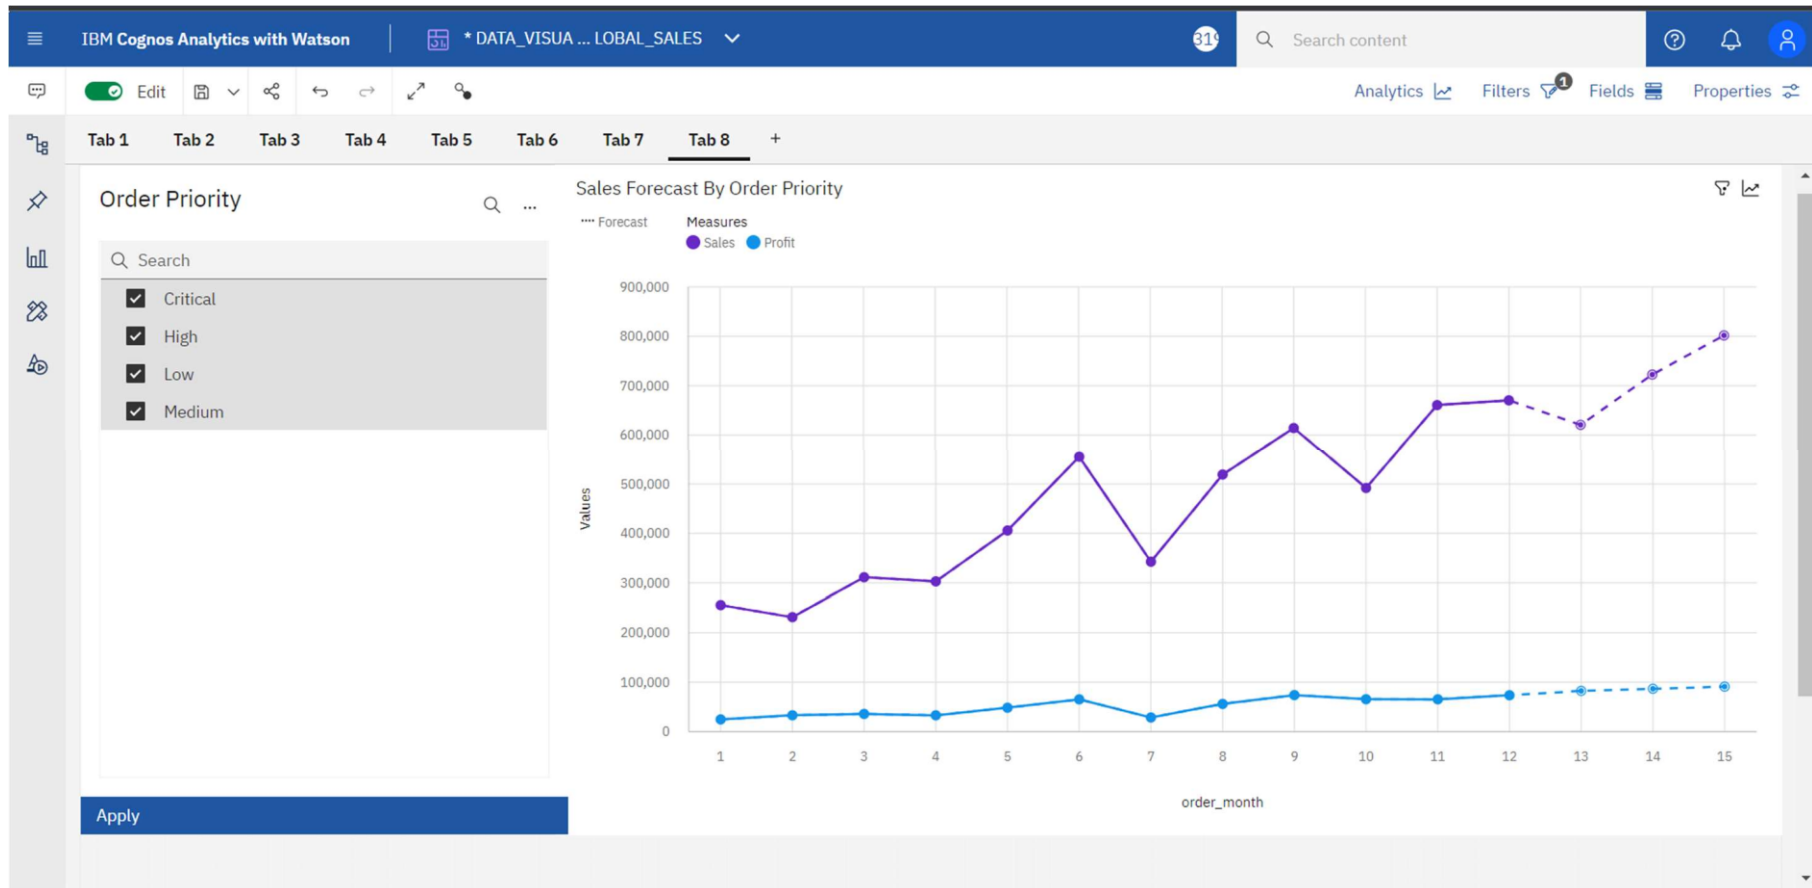 IBM Cognos Analytics with Watson
* DATA_VISUA ... LOBAL_SALES
Search content
Edit
Analytics
Filters
1
Fields
Properties
Tab 1 Tab 2 Tab 3 Tab 4 Tab 5 Tab 6 Tab 7 Tab 8 +
Order Priority
...
Search
Critical
High
Low
Medium
Apply
Sales Forecast By Order Priority
Forecast
Measures
Sales Profit
900,000
800,000
700,000
600,000
500,000
400,000
300,000
200,000
100,000
0
Values
1 2 3 4 5 6 7 8 9 10 11 12 13 14 15
order_month